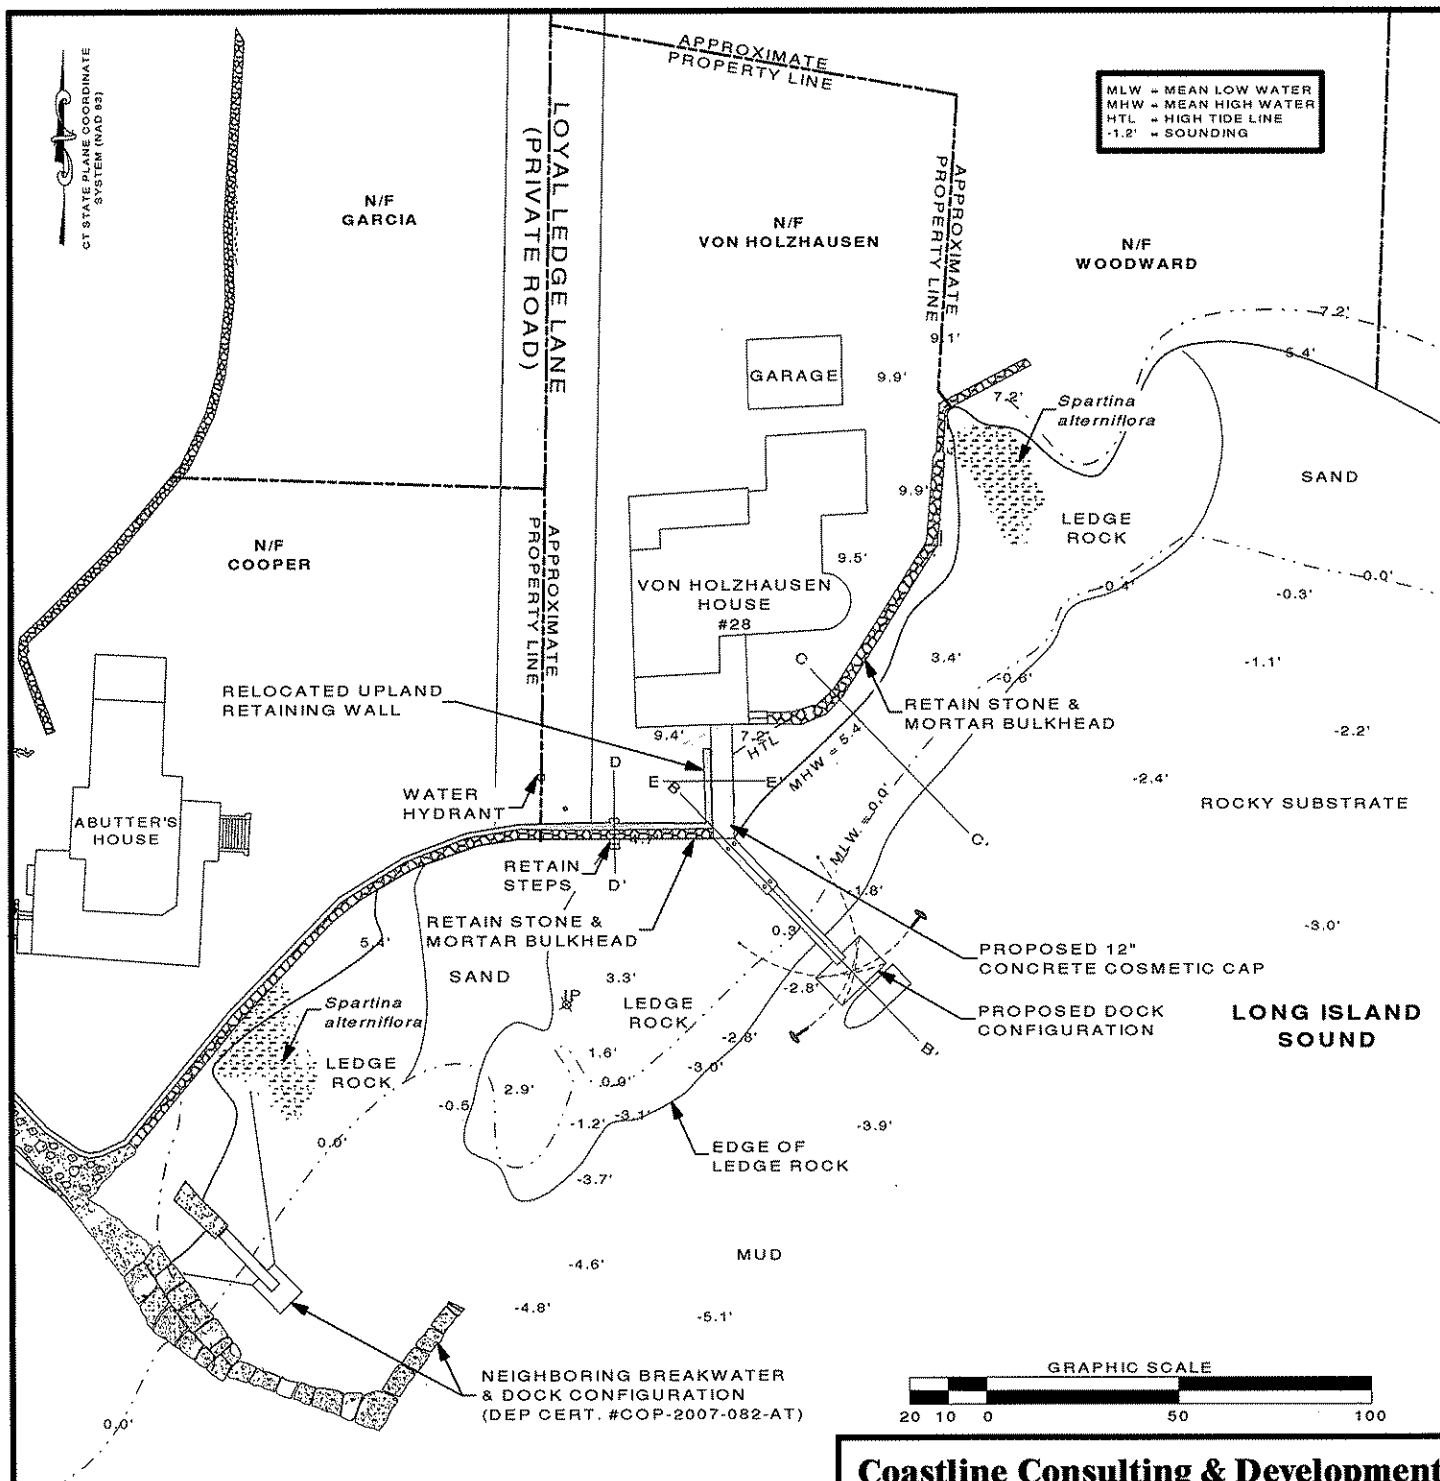 CT STATE PLANE COORDINATE
SYSTEM (NAD 83)
APPROXIMATE
PROPERTY LINE
MLW = MEAN LOW WATER
MHW = MEAN HIGH WATER
HTL = HIGH TIDE LINE
-1.2' = SOUNDING
LOYAL LEDGE LANE
(PRIVATE ROAD)
N/F
GARCIA
N/F
VON HOLZHAUSEN
APPROXIMATE
PROPERTY LINE
N/F
WOODWARD
7.2'
5.4'
9.1'
GARAGE
9.9'
7.2'
Spartina
alterniflora
SAND
9.9'
LEDGE
ROCK
N/F
COOPER
APPROXIMATE
PROPERTY LINE
9.5'
VON HOLZHAUSEN
HOUSE
#28
-0.4'
0.0'
-0.3'
3.4'
-0.6'
-1.1'
C
RELOCATED UPLAND
RETAINING WALL
RETAIN STONE &
MORTAR BULKHEAD
9.4'
7.2'
HTL
MHW = 5.4'
-2.2'
-2.4'
D
E
E'
B
WATER
HYDRANT
ROCKY SUBSTRATE
ABUTTER'S
HOUSE
MLW = 0.0'
C'
RETAIN
STEPS
D'
-1.8'
RETAIN STONE &
MORTAR BULKHEAD
0.3'
-3.0'
5.4'
PROPOSED 12"
CONCRETE COSMETIC CAP
SAND
3.3'
-2.8'
Spartina
alterniflora
IP
LEDGE
ROCK
PROPOSED DOCK
CONFIGURATION
LONG ISLAND
SOUND
-2.8'
B'
LEDGE
ROCK
1.6'
-3.0'
2.9'
0.0'
-0.5
-1.2'
-3.1'
-3.9'
0.0'
EDGE OF
LEDGE ROCK
-3.7'
MUD
-4.6'
-4.8'
-5.1'
NEIGHBORING BREAKWATER
& DOCK CONFIGURATION
(DEP CERT. #COP-2007-082-AT)
0.0'
GRAPHIC SCALE
20 10 0 50 100
Coastline Consulting & Development